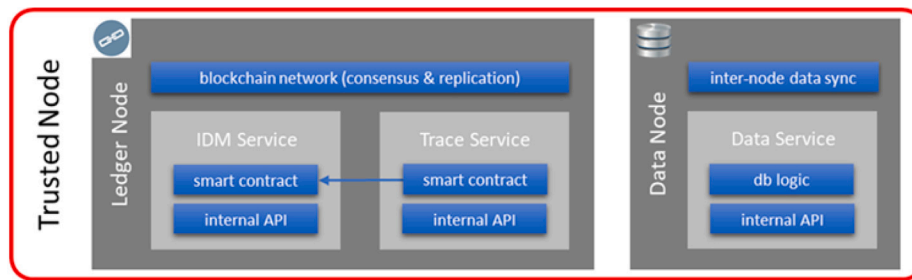 Trusted Node
Ledger Node
blockchain network (consensus & replication)
IDM Service
smart contract
internal API
Trace Service
smart contract
internal API
Data Node
inter-node data sync
Data Service
db logic
internal API